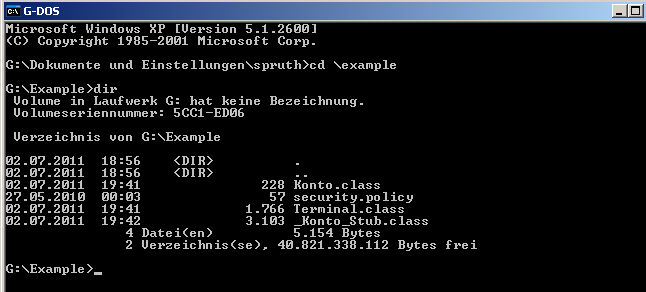 G-DOS
Microsoft Windows XP [Version 5.1.2600]
(C) Copyright 1985-2001 Microsoft Corp.
G:\Dokumente und Einstellungen\spruth>cd \example
G:\Example>dir
Volume in Laufwerk G: hat keine Bezeichnung.
Volumeseriennummer: 5CC1-ED06
Verzeichnis von G:\Example
02.07.2011  18:56    <DIR>          .
02.07.2011  18:56    <DIR>          ..
02.07.2011  19:41               228 Konto.class
27.05.2010  00:03                57 security.policy
02.07.2011  19:41             1.766 Terminal.class
02.07.2011  19:42             3.103 _Konto_Stub.class
4 Datei(en)          5.154 Bytes
2 Verzeichnis(se), 40.821.338.112 Bytes frei
G:\Example>_